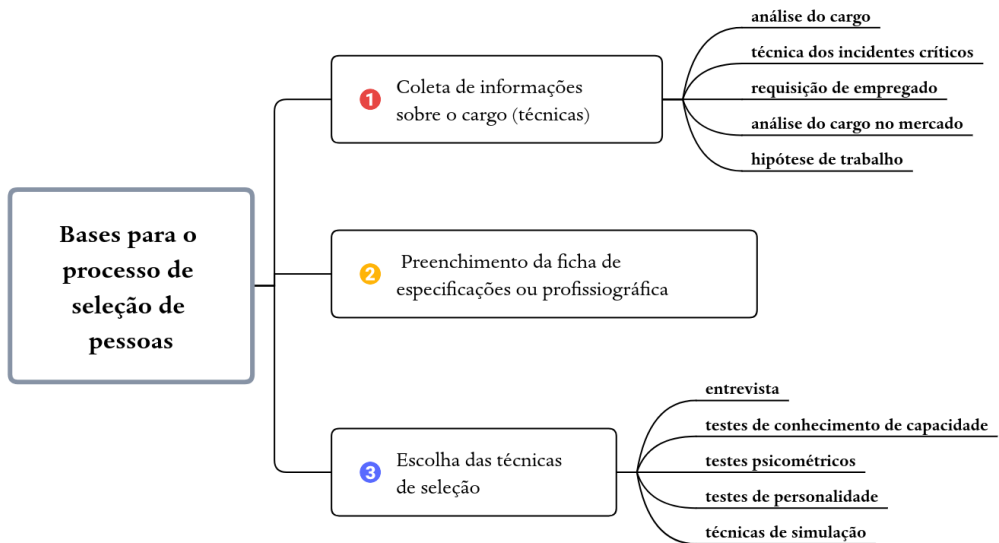 Bases para o
processo de
seleção de
pessoas
1
Coleta de informações
sobre o cargo (técnicas)
análise do cargo
técnica dos incidentes críticos
requisição de empregado
análise do cargo no mercado
hipótese de trabalho
2
Preenchimento da ficha de
especificações ou profissiográfica
3
Escolha das técnicas
de seleção
entrevista
testes de conhecimento de capacidade
testes psicométricos
testes de personalidade
técnicas de simulação